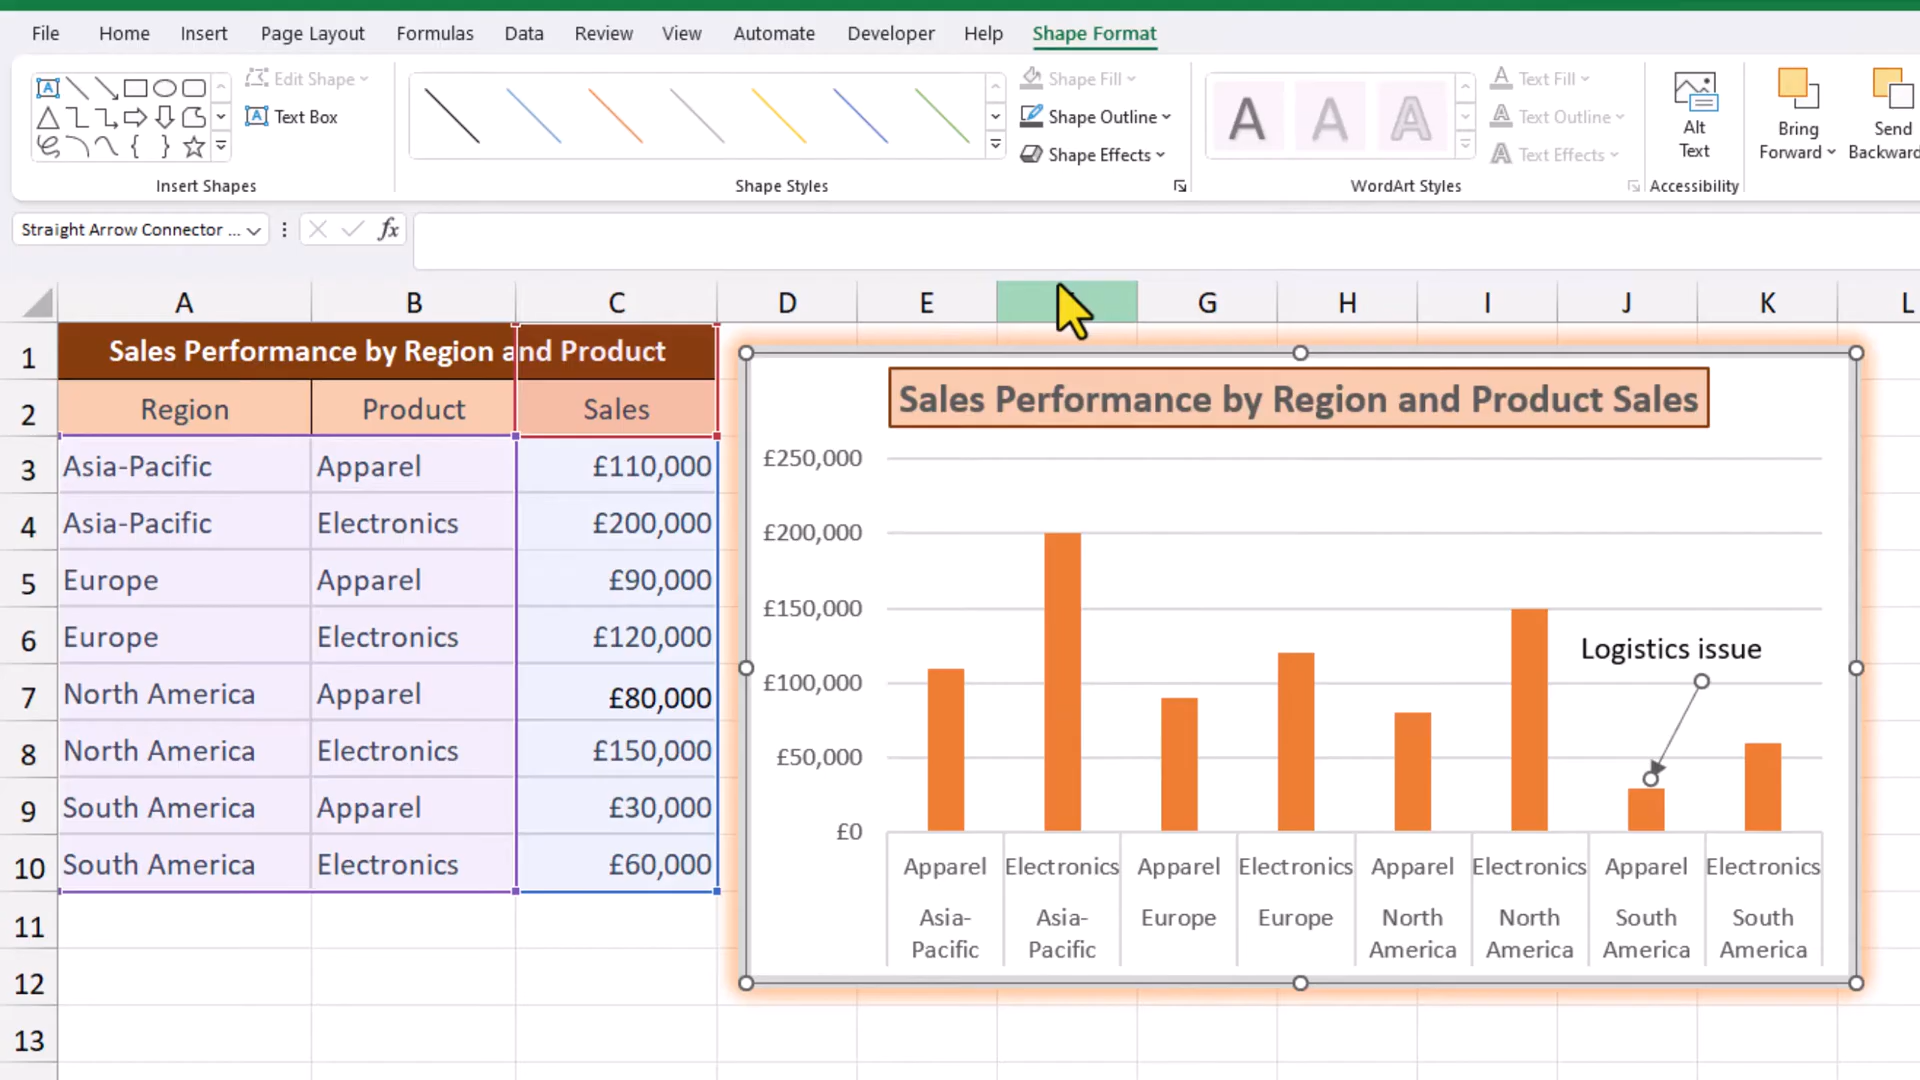 File Home Insert Page Layout Formulas Data Review View Automate Developer Help Shape Format
Edit Shape
Text Box
Insert Shapes
Shape Styles
Shape Fill
Shape Outline
Shape Effects
A A A
WordArt Styles
Text Fill
Text Outline
Text Effects
Alt
Text
Accessibility
Bring
Forward
Send
Backward
Straight Arrow Connector ...
fx
A B C D E G H I J K L
1 Sales Performance by Region and Product
2 Region Product Sales
3 Asia-Pacific Apparel £110,000
4 Asia-Pacific Electronics £200,000
5 Europe Apparel £90,000
6 Europe Electronics £120,000
7 North America Apparel £80,000
8 North America Electronics £150,000
9 South America Apparel £30,000
10 South America Electronics £60,000
11
12
13
Sales Performance by Region and Product Sales
£250,000
£200,000
£150,000
£100,000
£50,000
£0
Logistics issue
Apparel Electronics Apparel Electronics Apparel Electronics Apparel Electronics
Asia- Asia- Europe Europe North North South South
Pacific Pacific America America America America